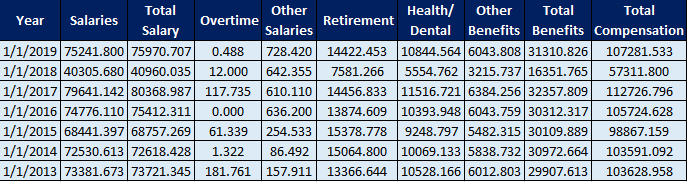 Year Salaries Total Salary Overtime Other Salaries Retirement Health/ Dental Other Benefits Total Benefits Total Compensation
1/1/2019 75241.800 75970.707 0.488 728.420 14422.453 10844.564 6043.808 31310.826 107281.533
1/1/2018 40305.680 40960.035 12.000 642.355 7581.266 5554.762 3215.737 16351.765 57311.800
1/1/2017 79641.142 80368.987 117.735 610.110 14456.833 11516.721 6384.256 32357.809 112726.796
1/1/2016 74776.110 75412.311 0.000 636.200 13874.609 10393.948 6043.759 30312.317 105724.628
1/1/2015 68441.397 68757.269 61.339 254.533 15378.778 9248.797 5482.315 30109.889 98867.159
1/1/2014 72530.613 72618.428 1.322 86.492 15064.800 10069.133 5838.732 30972.664 103591.092
1/1/2013 73381.673 73721.345 181.761 157.911 13366.644 10528.166 6012.803 29907.613 103628.958